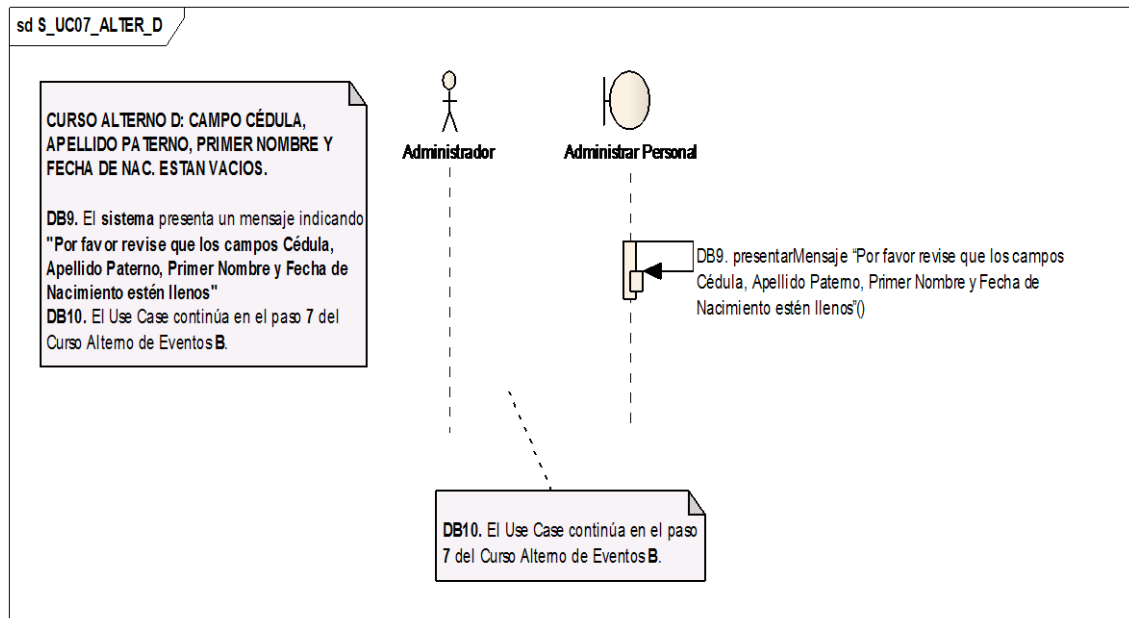 sd S_UC07_ALTER_D
CURSO ALTERNO D: CAMPO CÉDULA,
APELLIDO PATERNO, PRIMER NOMBRE Y
FECHA DE NAC. ESTAN VACIOS.
DB9. El sistema presenta un mensaje indicando
"Por favor revise que los campos Cédula,
Apellido Paterno, Primer Nombre y Fecha de
Nacimiento estén llenos"
DB10. El Use Case continúa en el paso 7 del
Curso Alterno de Eventos B.
Administrador
Administrar Personal
DB9. presentarMensaje “Por favor revise que los campos
Cédula, Apellido Paterno, Primer Nombre y Fecha de
Nacimiento estén llenos”()
DB10. El Use Case continúa en el paso
7 del Curso Alterno de Eventos B.